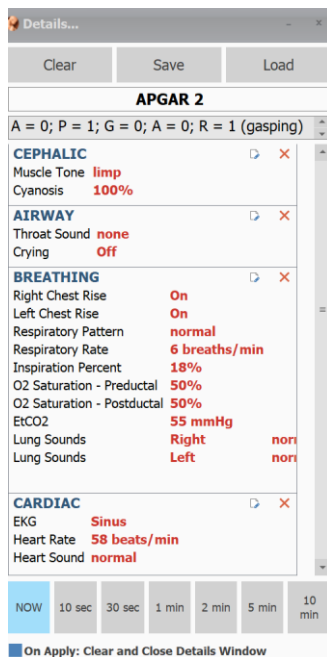 Details...
Clear Save Load
APGAR 2
A = 0; P = 1; G = 0; A = 0; R = 1 (gasping)
CEPHALIC
Muscle Tone limp
Cyanosis 100%
AIRWAY
Throat Sound none
Crying Off
BREATHING
Right Chest Rise On
Left Chest Rise On
Respiratory Pattern normal
Respiratory Rate 6 breaths/min
Inspiration Percent 18%
O2 Saturation - Preductal 50%
O2 Saturation - Postductal 50%
EtCO2 55 mmHg
Lung Sounds Right
Lung Sounds Left
CARDIAC
EKG Sinus
Heart Rate 58 beats/min
Heart Sound normal
NOW 10 sec 30 sec 1 min 2 min 5 min 10 min
On Apply: Clear and Close Details Window